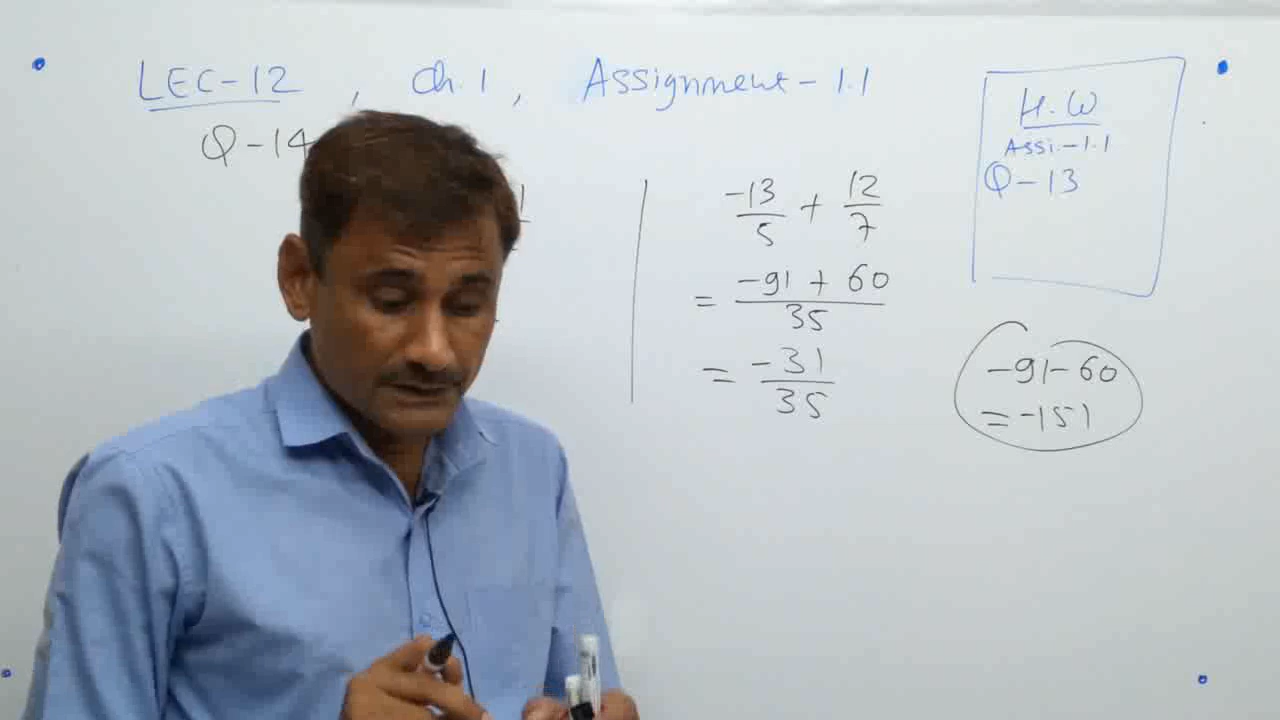 LEC-12, Ch.1, Assignment-1.1
Q-14
-13/5 + 12/7
= -91 + 60/35
= -31/35
H.W
Assi.-1.1
Q-13
-91-60
= -151